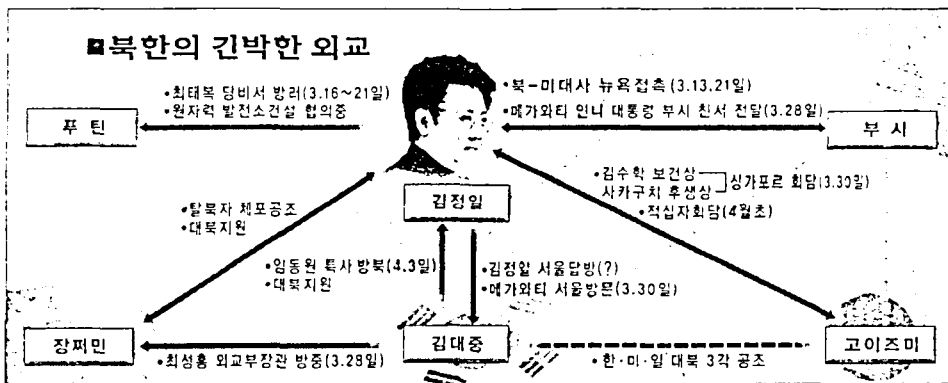 ■북한의 긴박한 외교
•최태복 당비서 방러(3.16~21일)
•원자력 발전소건설 협의중
•북-미대사 뉴욕접촉(3.13.21일)
•메가와티 인니 대통령 부시 친서 전달(3.28일)
푸틴
부시
김정일
•김수학 보건상
사카구치 후생상
싱가포르 회담(3.30일)
•적십자회담(4월초)
•탈북자 체포공조
•대북지원
•임동원 특사 방북(4.3일)
•대북지원
•김정일 서울답방(?)
•메가와티 서울방문(3.30일)
장쩌민
김대중
고이즈미
•최성홍 외교부장관 방중(3.28일)
•한·미·일 대북 3각 공조